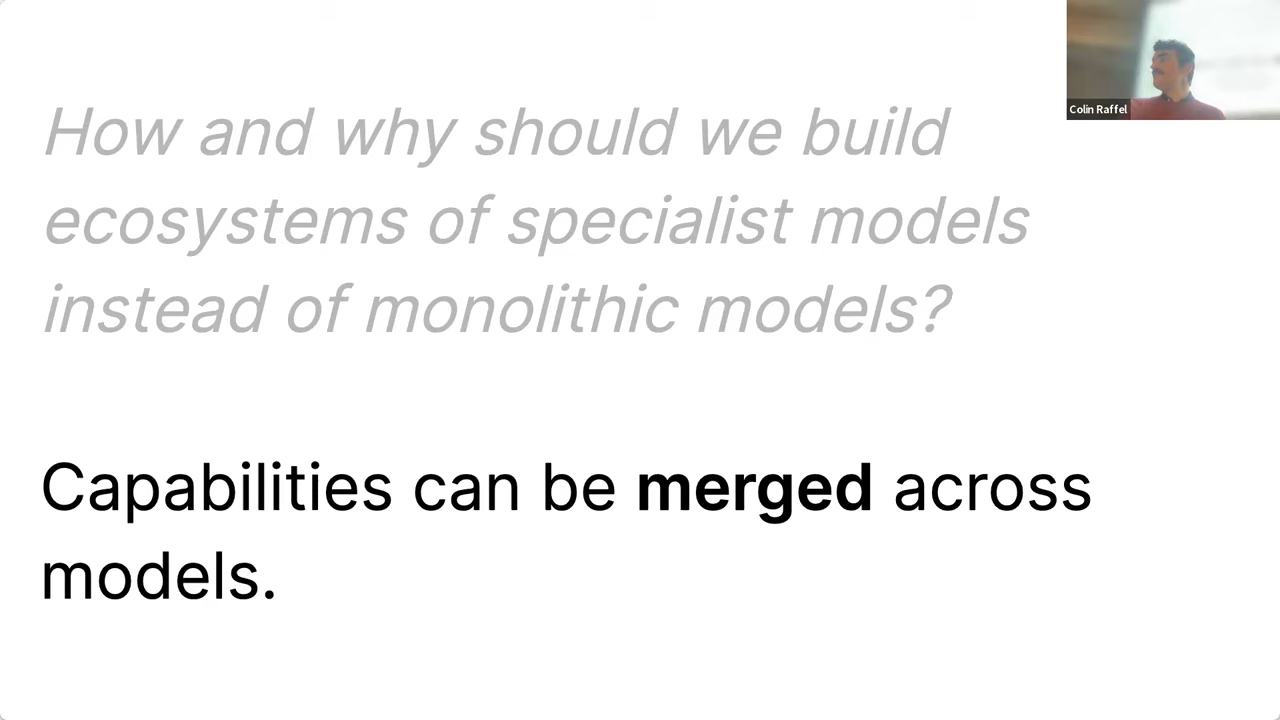 How and why should we build
ecosystems of specialist models
instead of monolithic models?
Capabilities can be merged across
models.
Colin Raffel